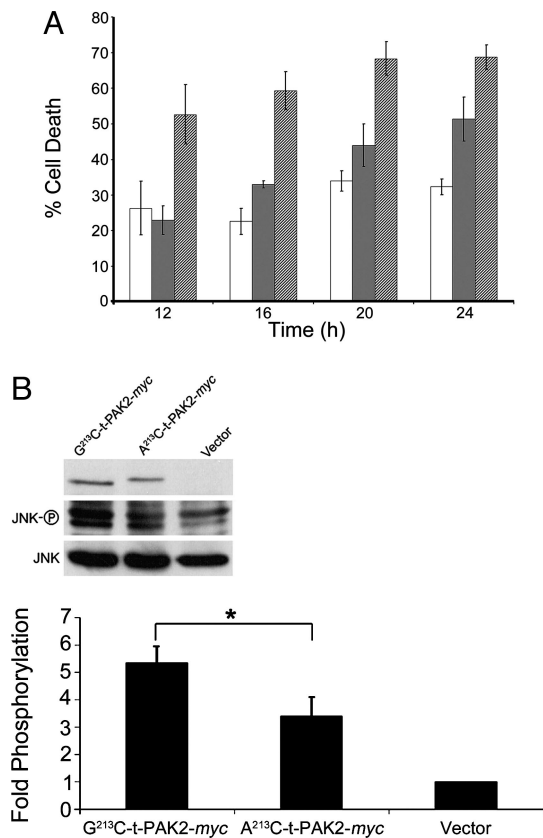 A
80
70
60
50
40
30
20
10
0
% Cell Death
12 16 20 24
Time (h)
B
G²¹³C-t-PAK2-myc A²¹³C-t-PAK2-myc Vector
JNK-Ⓟ
JNK
7
6
5
4
3
2
1
0
Fold Phosphorylation
*
G²¹³C-t-PAK2-myc A²¹³C-t-PAK2-myc Vector